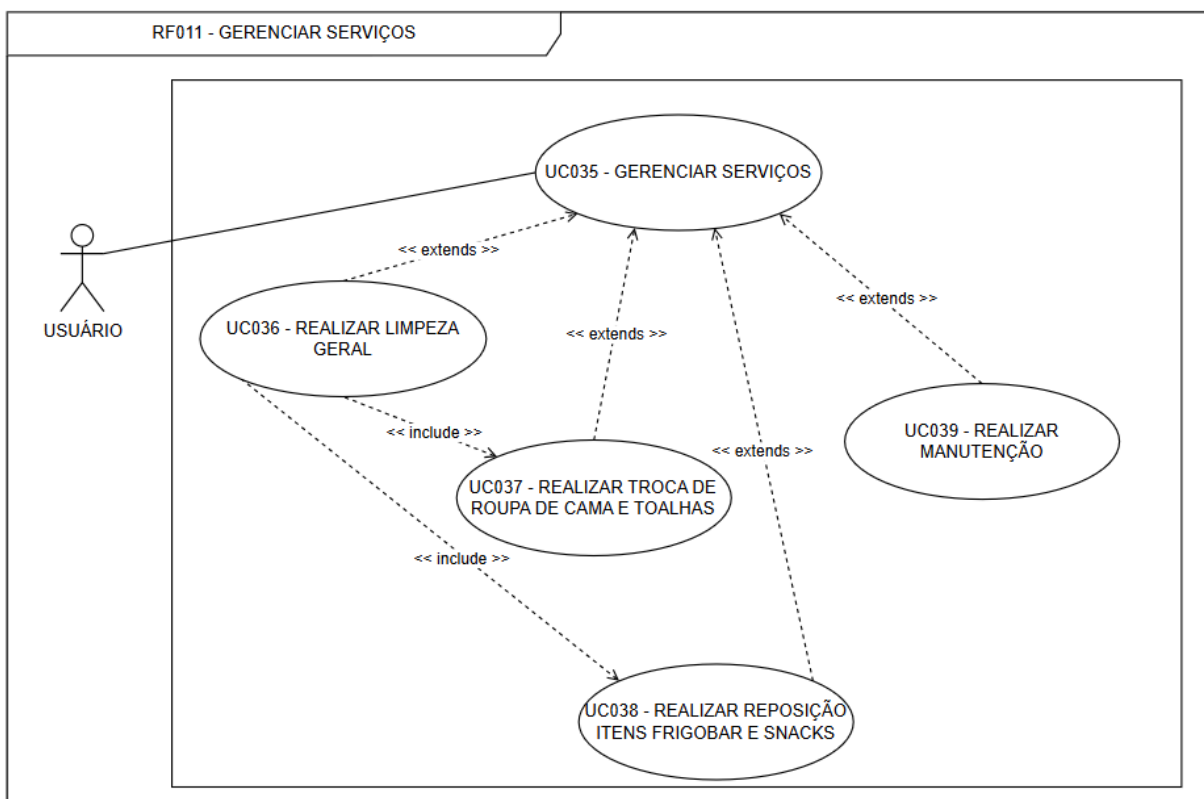 RF011 - GERENCIAR SERVIÇOS
UC035 - GERENCIAR SERVIÇOS
<< extends >>
<< extends >>
USUÁRIO
UC036 - REALIZAR LIMPEZA
GERAL
<< extends >>
<< include >>
UC039 - REALIZAR
MANUTENÇÃO
<< extends >>
UC037 - REALIZAR TROCA DE
ROUPA DE CAMA E TOALHAS
<< include >>
UC038 - REALIZAR REPOSIÇÃO
ITENS FRIGOBAR E SNACKS